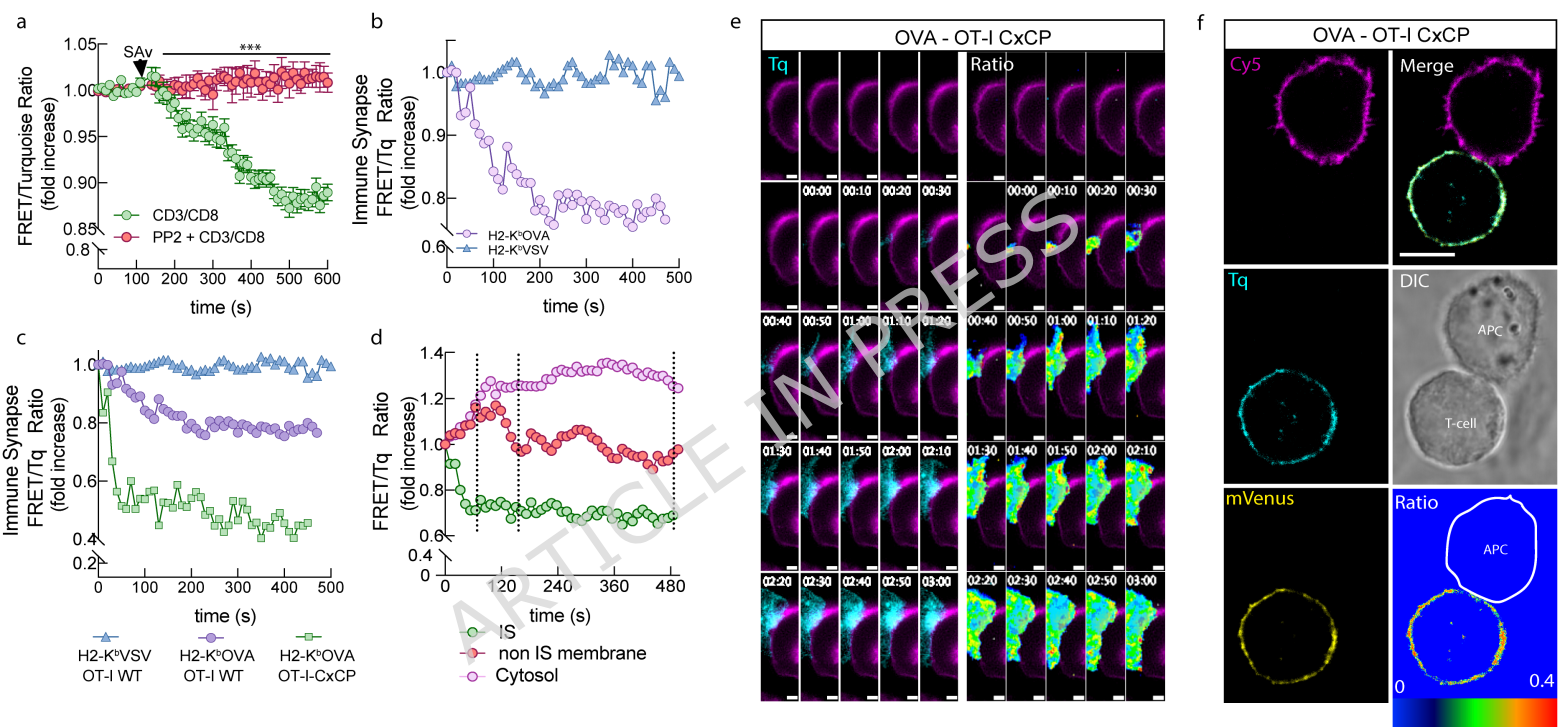 a
1.05
1.00
0.95
0.90
0.85
0.8
SAv
***
FRET/Turquoise Ratio
(fold increase)
CD3/CD8
PP2 + CD3/CD8
0 100 200 300 400 500 600
time (s)
b
1.0
0.9
0.8
0.6
Immune Synapse
FRET/Tq Ratio
(fold increase)
H2-KᵇOVA
H2-KᵇVSV
0 100 200 300 400 500
time (s)
c
1.0
0.8
0.6
0.4
0.2
Immune Synapse
FRET/Tq Ratio
(fold increase)
0 100 200 300 400 500
time (s)
H2-KᵇVSV
OT-I WT
H2-KᵇOVA
OT-I WT
H2-KᵇOVA
OT-I-CxCP
d
1.4
1.2
1.0
0.8
0.6
0.4
0
FRET/Tq Ratio
(fold increase)
0 120 240 360 480
time (s)
IS
non IS membrane
Cytosol
e
OVA - OT-I CxCP
Tq
Ratio
00:00 00:10 00:20 00:30 00:00 00:10 00:20 00:30
00:40 00:50 01:00 01:10 01:20 00:40 00:50 01:00 01:10 01:20
01:30 01:40 01:50 02:00 02:10 01:30 01:40 01:50 02:00 02:10
02:20 02:30 02:40 02:50 03:00 02:20 02:30 02:40 02:50 03:00
f
OVA - OT-I CxCP
Cy5
Merge
Tq
DIC
APC
T-cell
mVenus
Ratio
APC
0
0.4
ARTICLE IN PRESS